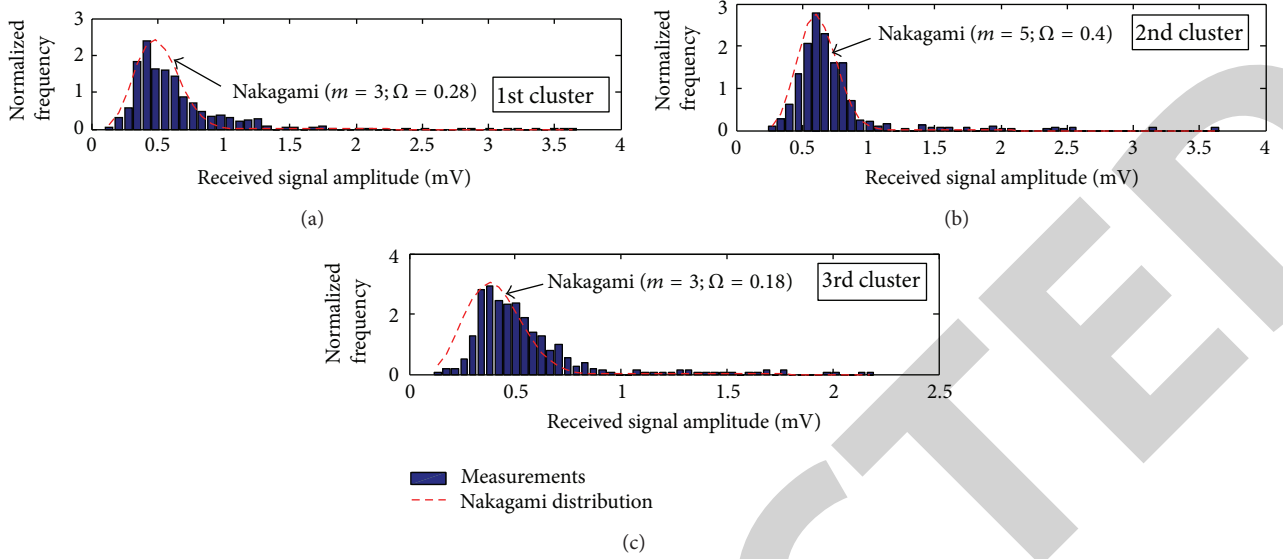 3
2
1
0
Normalized
frequency
Nakagami (m = 3; Ω = 0.28)
1st cluster
0 0.5 1 1.5 2 2.5 3 3.5 4
Received signal amplitude (mV)
(a)
3
2
1
0
Normalized
frequency
Nakagami (m = 5; Ω = 0.4)
2nd cluster
0 0.5 1 1.5 2 2.5 3 3.5 4
Received signal amplitude (mV)
(b)
4
2
0
Normalized
frequency
Nakagami (m = 3; Ω = 0.18)
3rd cluster
0 0.5 1 1.5 2 2.5
Received signal amplitude (mV)
Measurements
Nakagami distribution
(c)